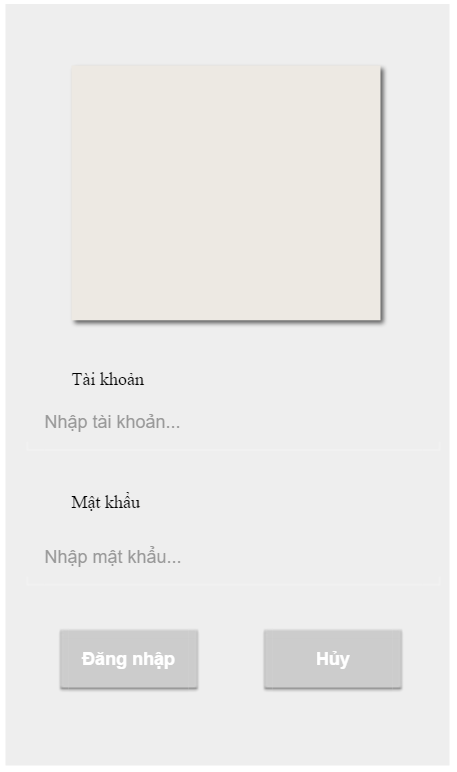 Tài khoản
Nhập tài khoản...
Mật khẩu
Nhập mật khẩu...
Đăng nhập
Hủy